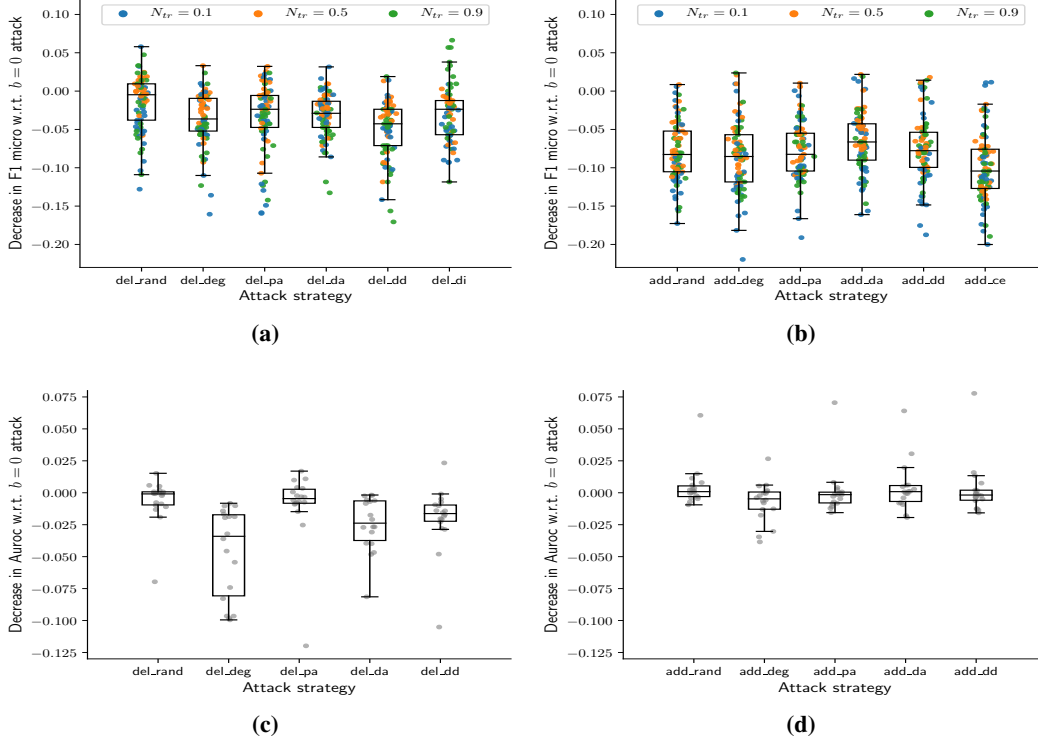 N_tr = 0.1 N_tr = 0.5 N_tr = 0.9
0.10
0.05
0.00
−0.05
−0.10
−0.15
−0.20
Decrease in F1 micro w.r.t. b = 0 attack
del_rand del_deg del_pa del_da del_dd del_di
Attack strategy
(a)
N_tr = 0.1 N_tr = 0.5 N_tr = 0.9
0.10
0.05
0.00
−0.05
−0.10
−0.15
−0.20
Decrease in F1 micro w.r.t. b = 0 attack
add_rand add_deg add_pa add_da add_dd add_ce
Attack strategy
(b)
0.075
0.050
0.025
0.000
−0.025
−0.050
−0.075
−0.100
−0.125
Decrease in Auroc w.r.t. b = 0 attack
del_rand del_deg del_pa del_da del_dd
Attack strategy
(c)
0.075
0.050
0.025
0.000
−0.025
−0.050
−0.075
−0.100
−0.125
Decrease in Auroc w.r.t. b = 0 attack
add_rand add_deg add_pa add_da add_dd
Attack strategy
(d)